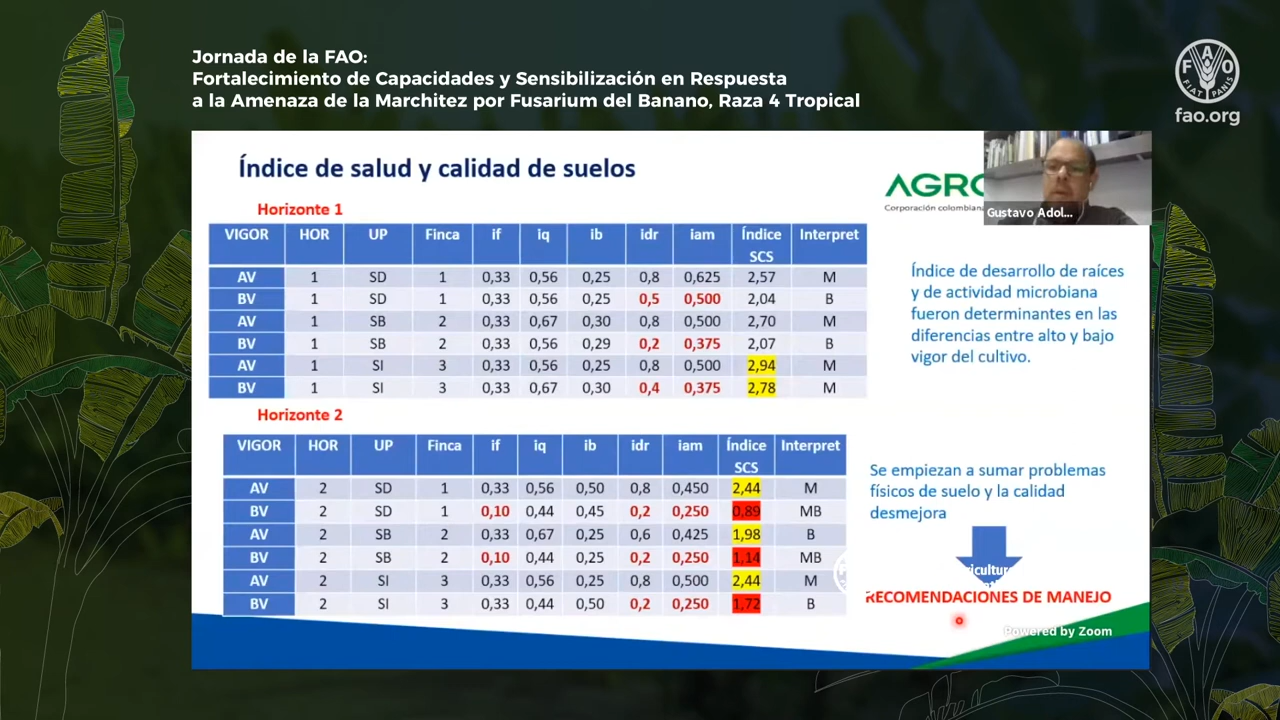 Jornada de la FAO:
Fortalecimiento de Capacidades y Sensibilización en Respuesta
a la Amenaza de la Marchitez por Fusarium del Banano, Raza 4 Tropical
FAO
FIAT PANIS
fao.org
Índice de salud y calidad de suelos
AGRO
Corporación colombiana
Gustavo Adol...
Horizonte 1
VIGOR HOR UP Finca if iq ib idr iam Índice SCS Interpret
AV 1 SD 1 0,33 0,56 0,25 0,8 0,625 2,57 M
BV 1 SD 1 0,33 0,56 0,25 0,5 0,500 2,04 B
AV 1 SB 2 0,33 0,67 0,30 0,8 0,500 2,70 M
BV 1 SB 2 0,33 0,56 0,29 0,2 0,375 2,07 B
AV 1 SI 3 0,33 0,56 0,25 0,8 0,500 2,94 M
BV 1 SI 3 0,33 0,67 0,30 0,4 0,375 2,78 M
Índice de desarrollo de raíces
y de actividad microbiana
fueron determinantes en las
diferencias entre alto y bajo
vigor del cultivo.
Horizonte 2
VIGOR HOR UP Finca if iq ib idr iam Índice SCS Interpret
AV 2 SD 1 0,33 0,56 0,50 0,8 0,450 2,44 M
BV 2 SD 1 0,10 0,44 0,45 0,2 0,250 0,89 MB
AV 2 SB 2 0,33 0,67 0,25 0,6 0,425 1,98 B
BV 2 SB 2 0,10 0,44 0,25 0,2 0,250 1,14 MB
AV 2 SI 3 0,33 0,56 0,25 0,8 0,500 2,44 M
BV 2 SI 3 0,33 0,44 0,50 0,2 0,250 1,72 B
Se empiezan a sumar problemas
físicos de suelo y la calidad
desmejora
RECOMENDACIONES DE MANEJO
Powered by Zoom